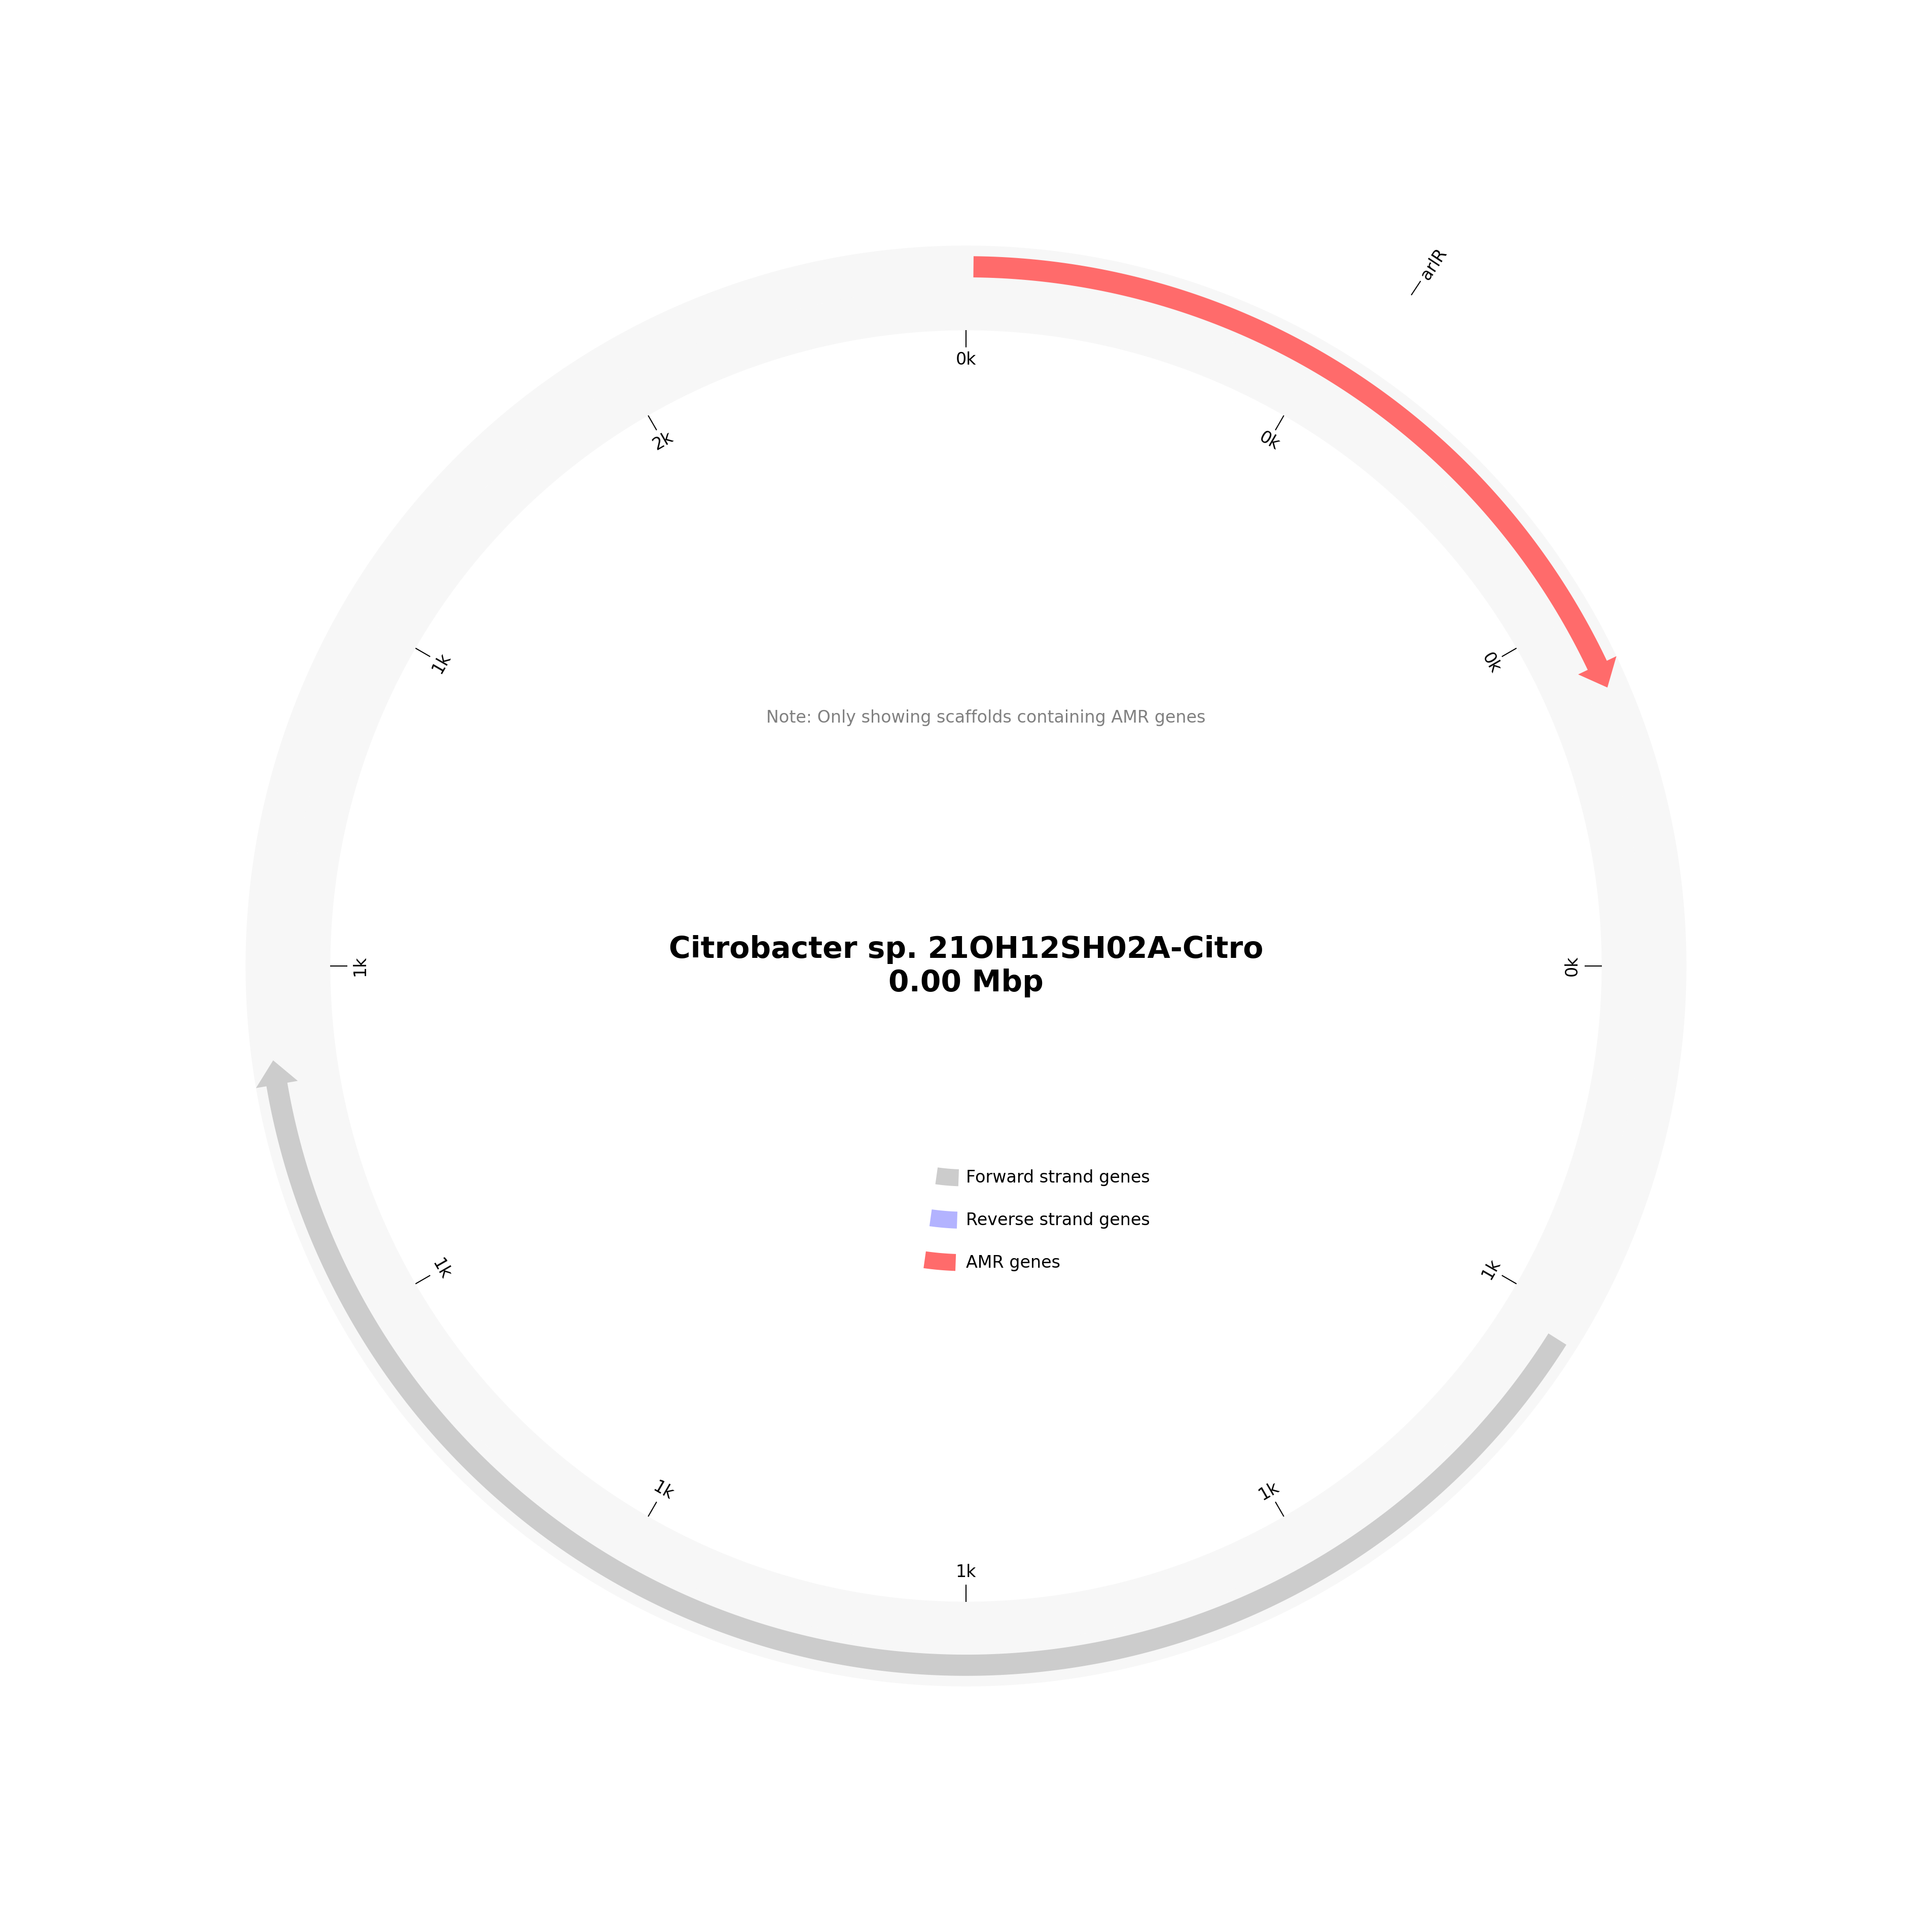 arlR
0k
2k
0k
1k
0k
Note: Only showing scaffolds containing AMR genes
Citrobacter sp. 21OH12SH02A-Citro
0.00 Mbp
1k
0k
Forward strand genes
Reverse strand genes
AMR genes
1k
1k
1k
1k
1k